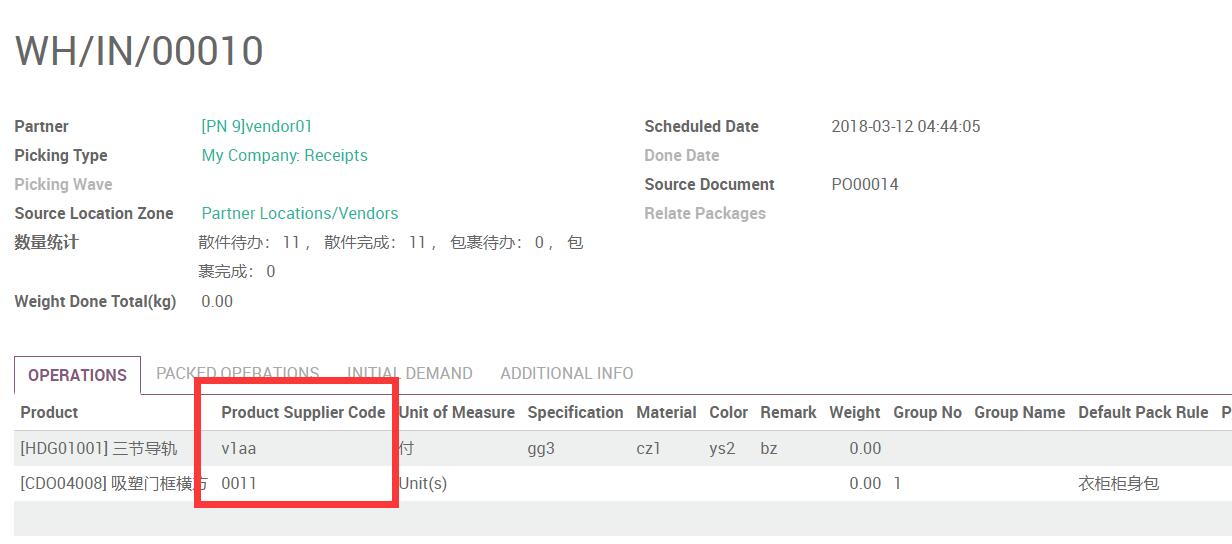 WH/IN/00010
Partner [PN 9]vendor01 Scheduled Date 2018-03-12 04:44:05
Picking Type My Company: Receipts Done Date
Picking Wave Source Document PO00014
Source Location Zone Partner Locations/Vendors Relate Packages
数量统计 散件待办: 11 , 散件完成: 11 , 包裹待办: 0 , 包
裹完成: 0
Weight Done Total(kg) 0.00
OPERATIONS PACKED OPERATIONS INITIAL DEMAND ADDITIONAL INFO
Product Product Supplier Code Unit of Measure Specification Material Color Remark Weight Group No Group Name Default Pack Rule P
[HDG01001] 三节导轨 v1aa 付 gg3 cz1 ys2 bz 0.00
[CDO04008] 吸塑门框横方 0011 Unit(s) 0.00 1 衣柜柜身包